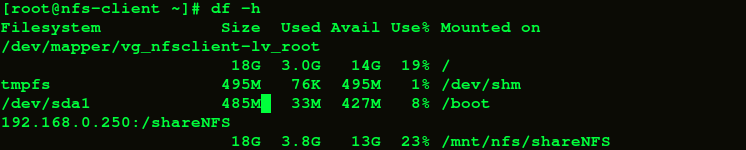 [root@nfs-client ~]# df -h
Filesystem            Size  Used Avail Use% Mounted on
/dev/mapper/vg_nfsclient-lv_root
                       18G  3.0G   14G  19% /
tmpfs                 495M   76K  495M   1% /dev/shm
/dev/sda1             485M   33M  427M   8% /boot
192.168.0.250:/shareNFS
                       18G  3.8G   13G  23% /mnt/nfs/shareNFS